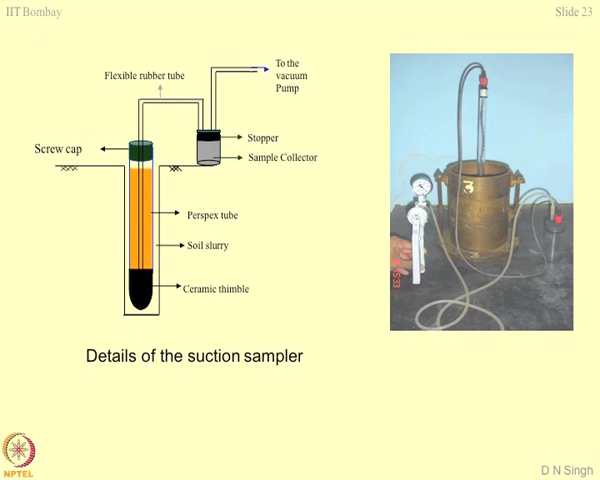 IIT Bombay
Slide 23
Flexible rubber tube
To the
vacuum
Pump
Screw cap
Stopper
Sample Collector
Perspex tube
Soil slurry
Ceramic thimble
3
Details of the suction sampler
NPTEL
D N Singh